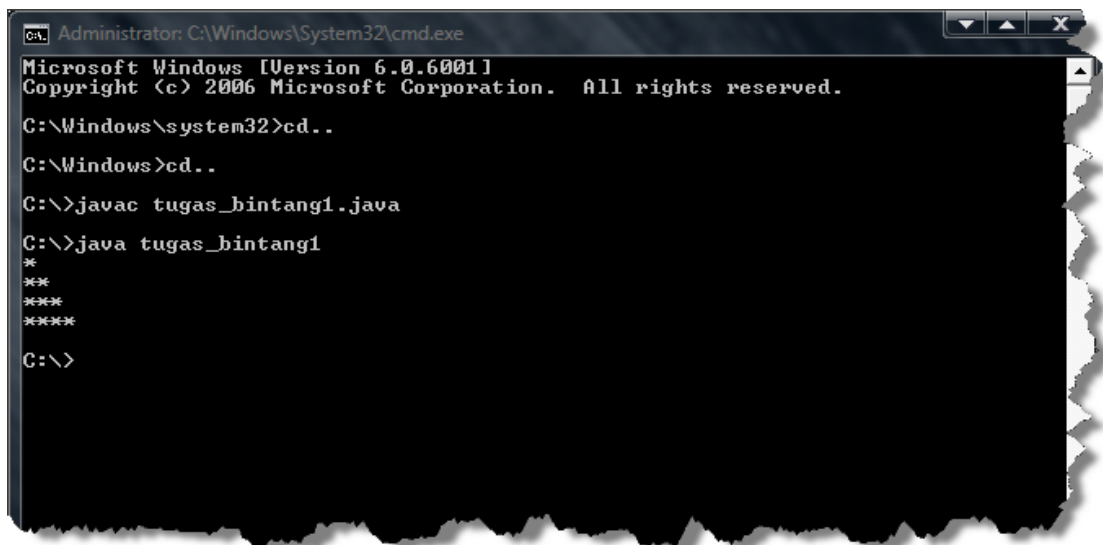 Administrator: C:\Windows\System32\cmd.exe
Microsoft Windows [Version 6.0.6001]
Copyright (c) 2006 Microsoft Corporation.  All rights reserved.
C:\Windows\system32>cd..
C:\Windows>cd..
C:\>javac tugas_bintang1.java
C:\>java tugas_bintang1
*
**
***
****
C:\>